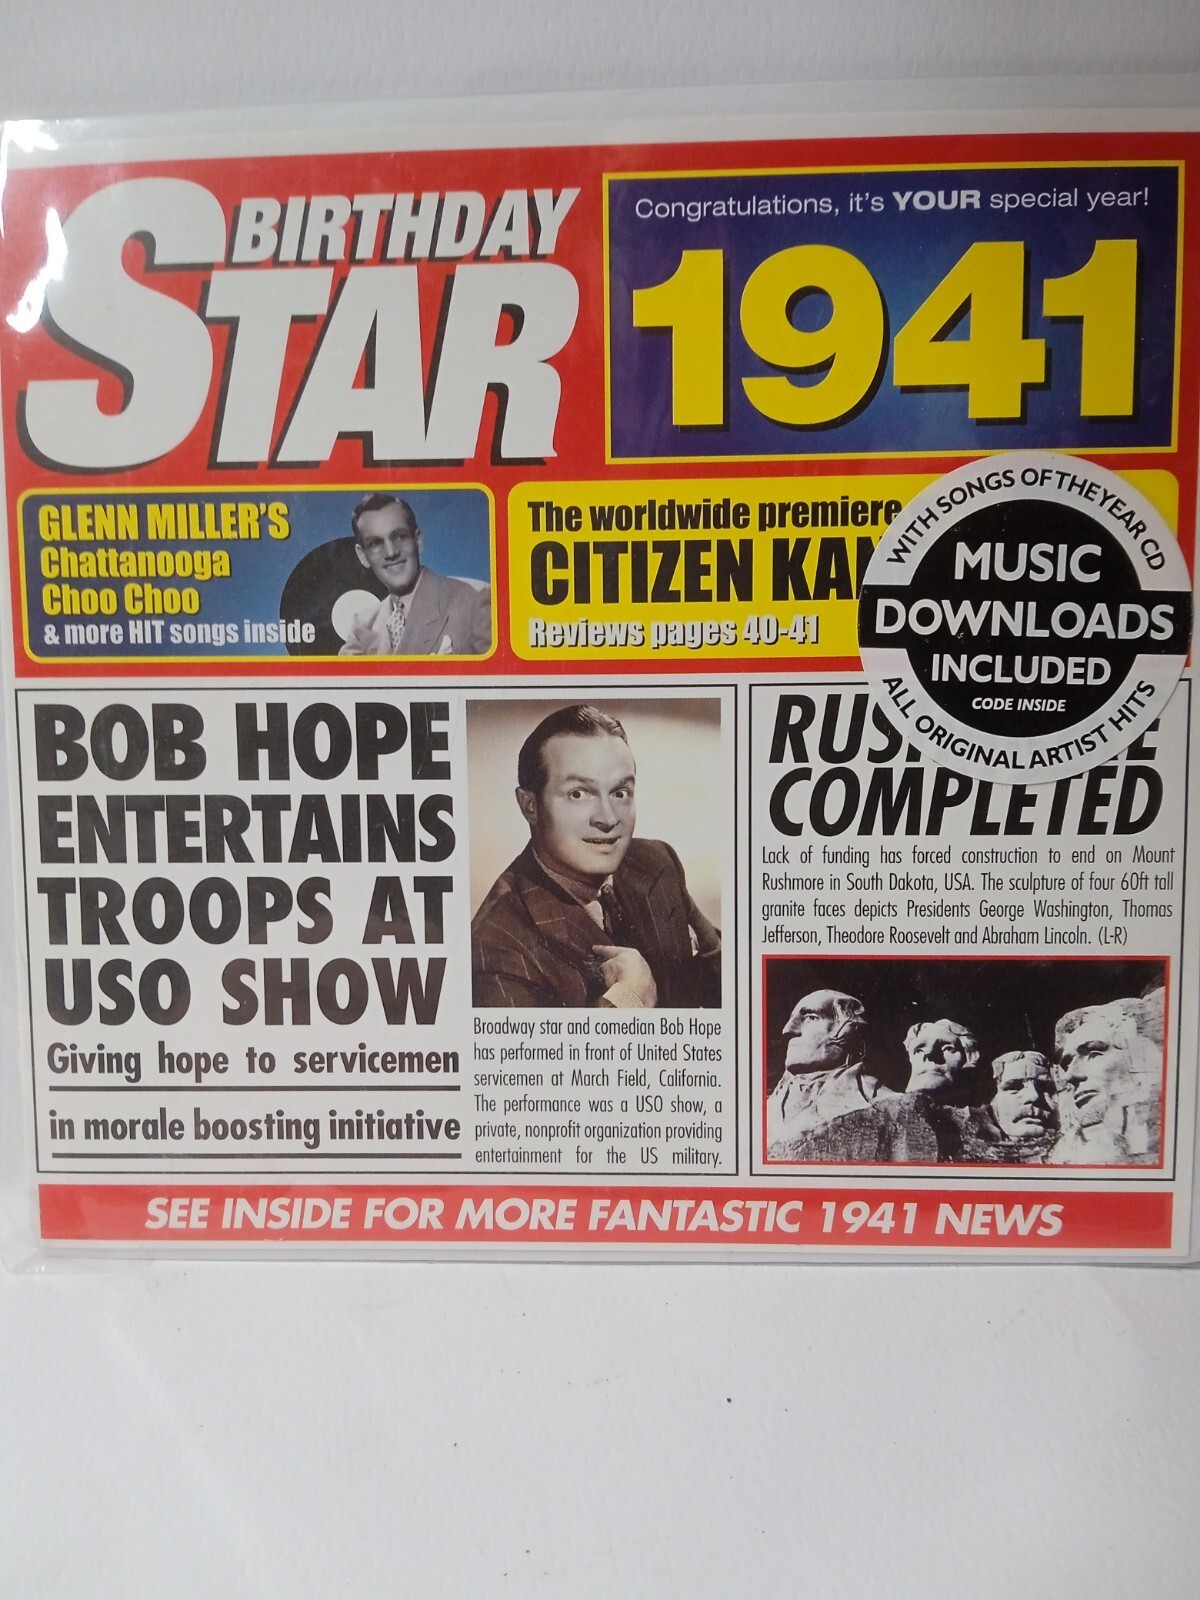 BIRTHDAY
STAR
Congratulations, it's YOUR special year!
1941
GLENN MILLER'S
Chattanooga
Choo Choo
& more HIT songs inside
The worldwide premiere
CITIZEN
Reviews pages 40-41
WITH SONGS OF THE YEAR CD
MUSIC
DOWNLOADS
INCLUDED
CODE INSIDE
ALL ORIGINAL ARTIST HITS
BOB HOPE
ENTERTAINS
TROOPS AT
USO SHOW
Giving hope to servicemen
in morale boosting initiative
Broadway star and comedian Bob Hope
has performed in front of United States
servicemen at March Field, California.
The performance was a USO show, a
private, nonprofit organization providing
entertainment for the US military.
COMPLETED
Lack of funding has forced construction to end on Mount
Rushmore in South Dakota, USA. The sculpture of four 60ft tall
granite faces depicts Presidents George Washington, Thomas
Jefferson, Theodore Roosevelt and Abraham Lincoln. (L-R)
SEE INSIDE FOR MORE FANTASTIC 1941 NEWS